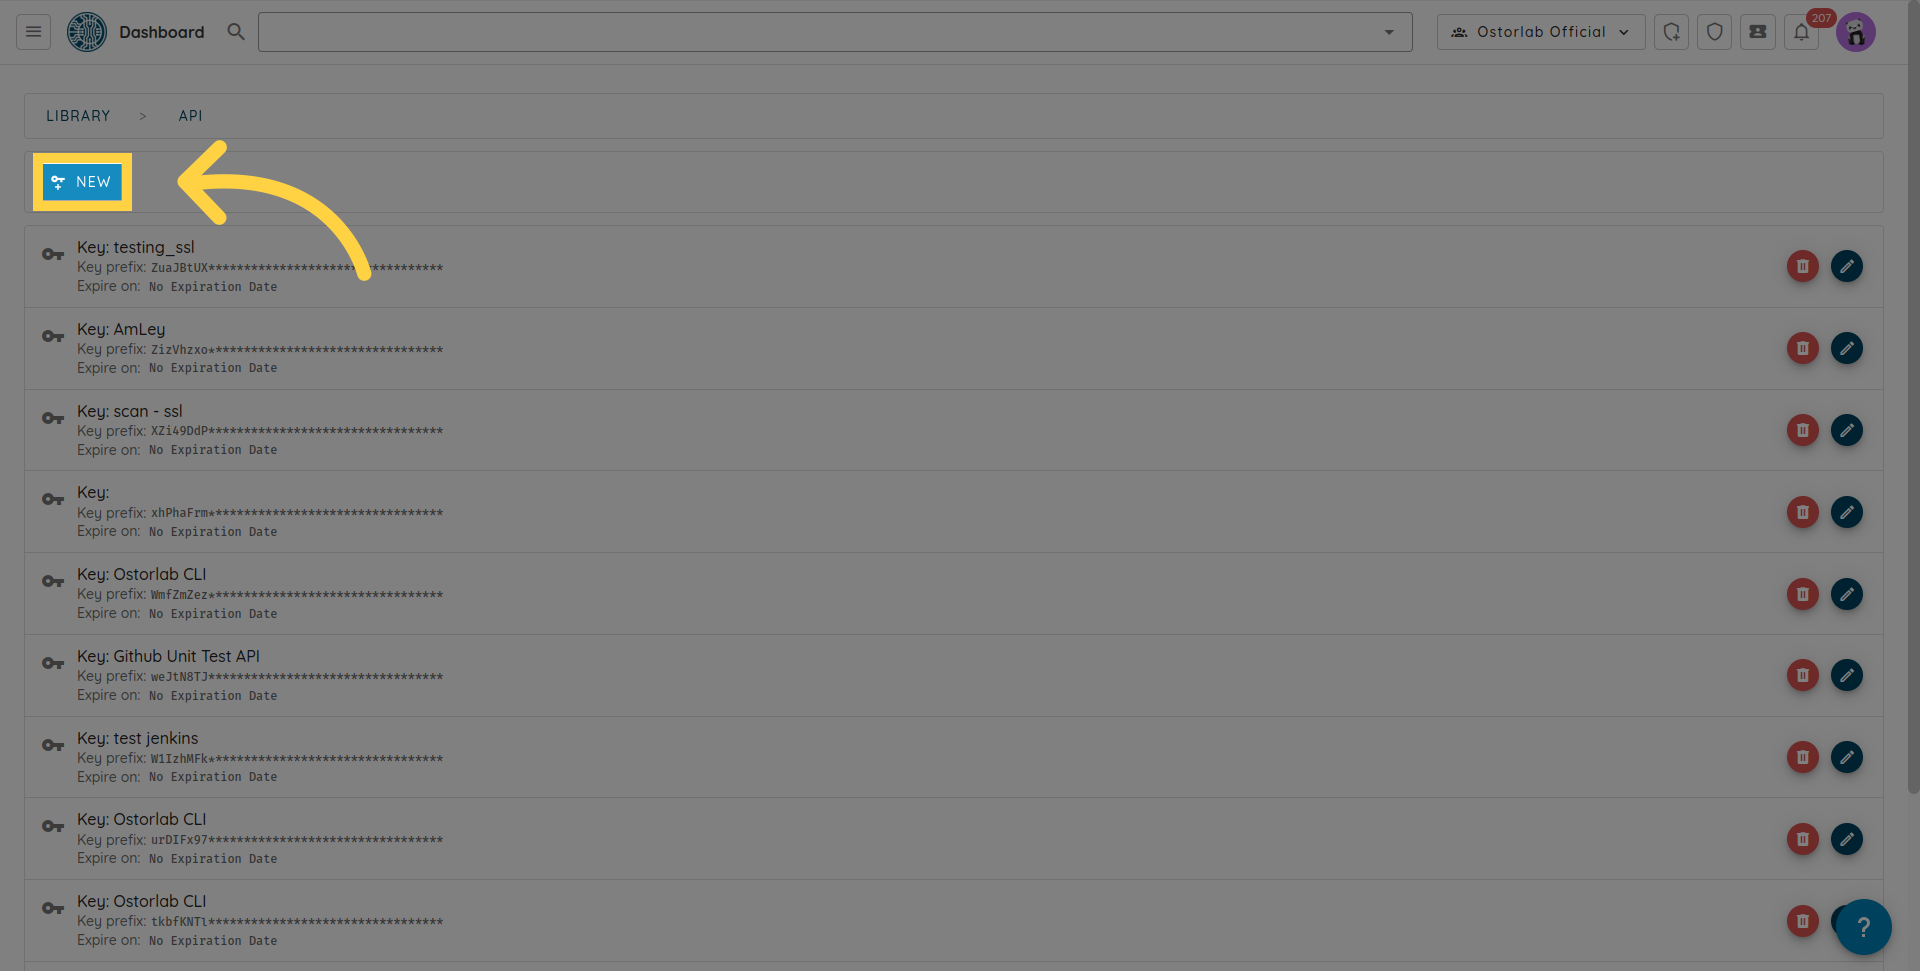 Dashboard
Ostorlab Official
207
LIBRARY > API
NEW
Key: testing_ssl
Key prefix: ZuaJBtUX*********************************
Expire on: No Expiration Date
Key: AmLey
Key prefix: ZizVhzxo*********************************
Expire on: No Expiration Date
Key: scan - ssl
Key prefix: XZi49DdP*********************************
Expire on: No Expiration Date
Key:
Key prefix: xhPhaFrm*********************************
Expire on: No Expiration Date
Key: Ostorlab CLI
Key prefix: WmfZmZez*********************************
Expire on: No Expiration Date
Key: Github Unit Test API
Key prefix: weJtN8TJ*********************************
Expire on: No Expiration Date
Key: test jenkins
Key prefix: W1IzhMFk*********************************
Expire on: No Expiration Date
Key: Ostorlab CLI
Key prefix: urDIFx97*********************************
Expire on: No Expiration Date
Key: Ostorlab CLI
Key prefix: tkbfKNTl*********************************
Expire on: No Expiration Date
?